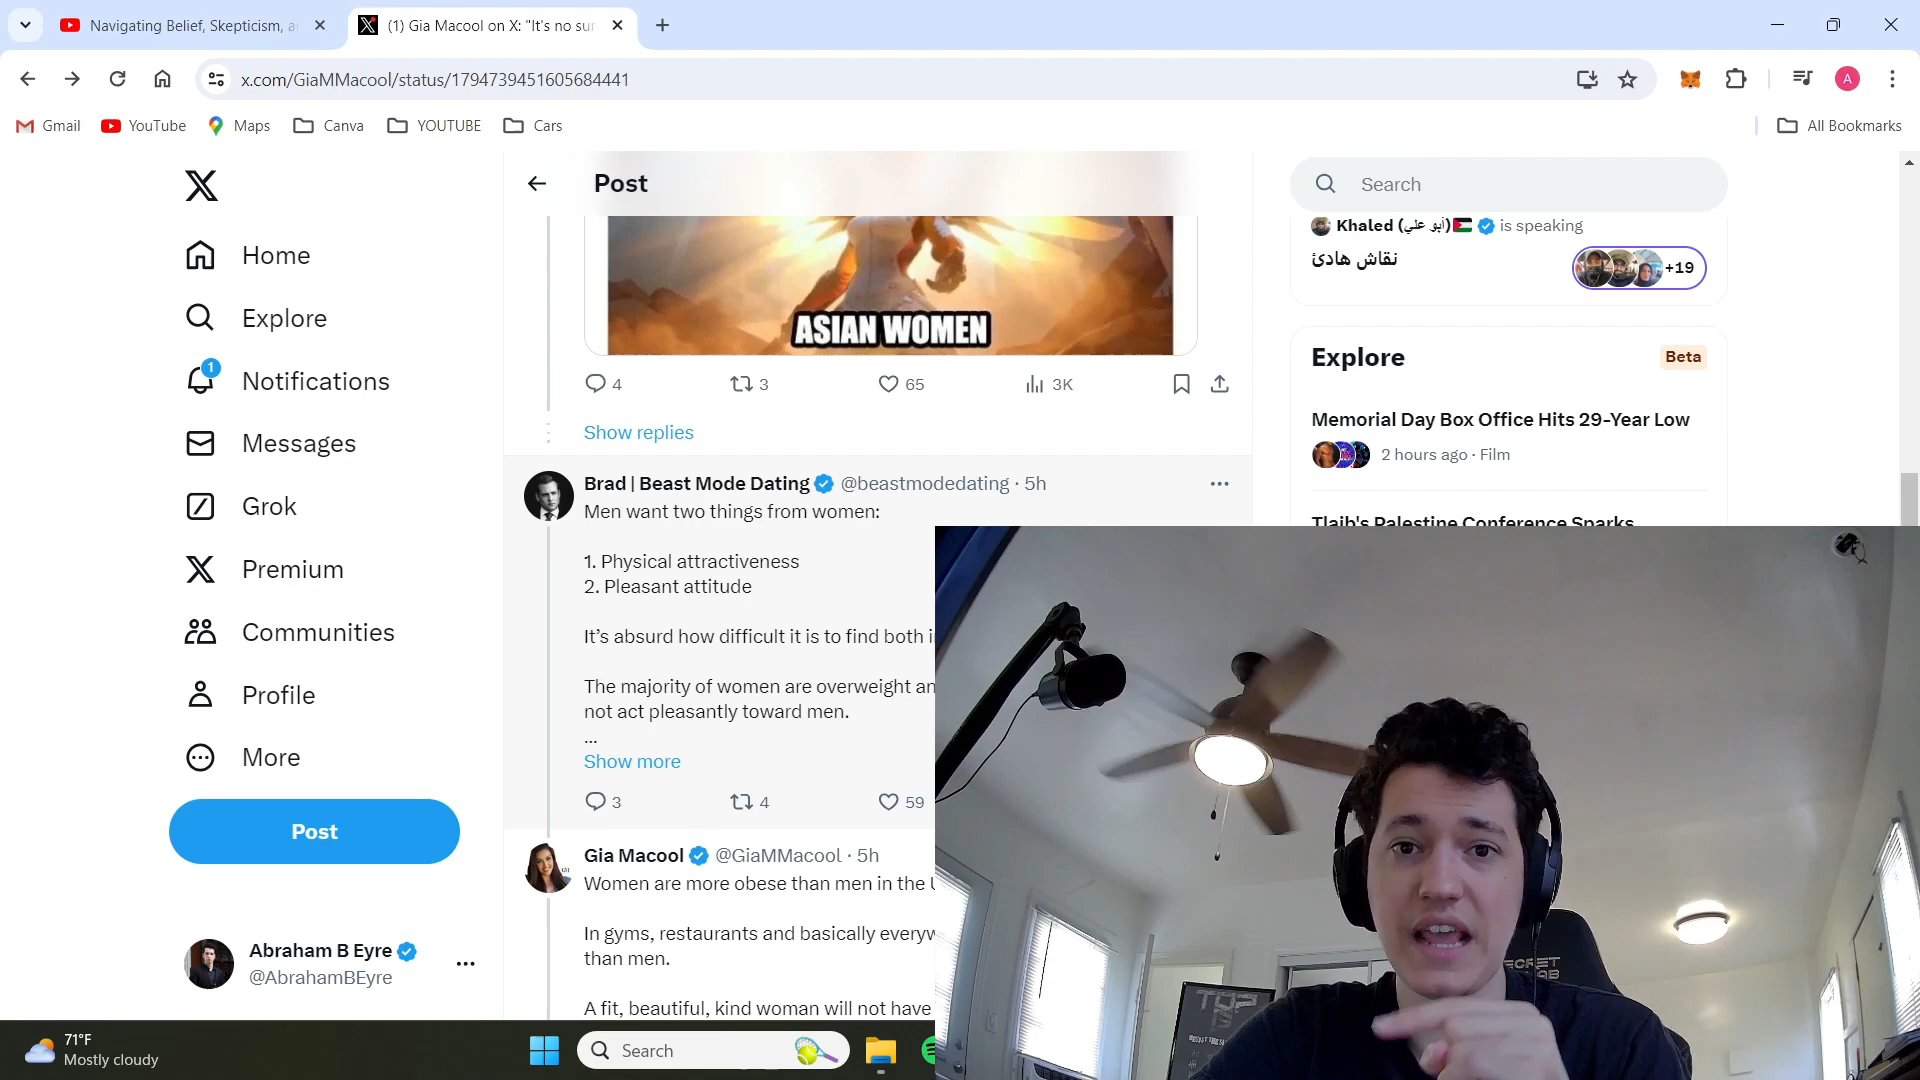 Navigating Belief, Skepticism, a
(1) Gia Macool on X: "It's no sur
x.com/GiaMMacool/status/1794739451605684441
A
Gmail
YouTube
Maps
Canva
YOUTUBE
Cars
All Bookmarks
Home
Explore
1
Notifications
Messages
Grok
Premium
Communities
Profile
More
Post
Abraham B Eyre
@AbrahamBEyre
Post
ASIAN WOMEN
4
3
65
3K
Show replies
Brad | Beast Mode Dating @beastmodedating · 5h
Men want two things from women:
1. Physical attractiveness
2. Pleasant attitude
It's absurd how difficult it is to find both
The majority of women are overweight
not act pleasantly toward men.
...
Show more
3
4
59
Gia Macool @GiaMMacool · 5h
Women are more obese than men in the
In gyms, restaurants and basically
than men.
A fit, beautiful, kind woman will not have
Search
Khaled (أبو علي) is speaking
نقاش هادئ
+19
Explore
Beta
Memorial Day Box Office Hits 29-Year Low
2 hours ago · Film
Tlaib's Palestine Conference Sparks
71°F
Mostly cloudy
Search